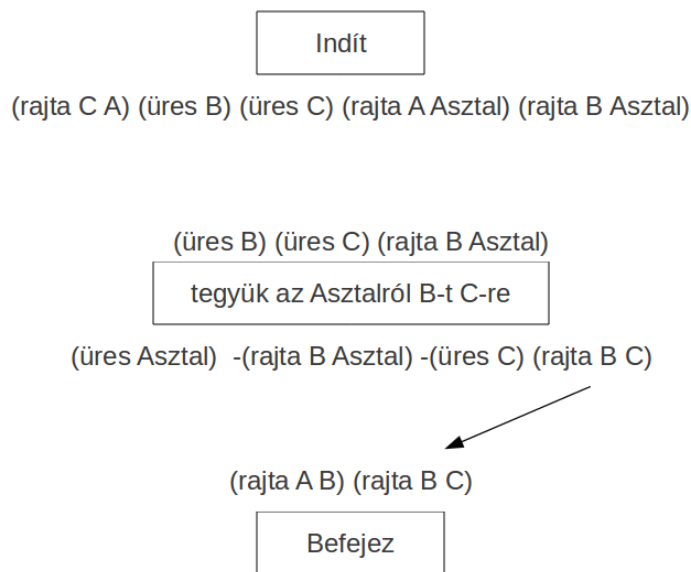 Indít
(rajta C A) (üres B) (üres C) (rajta A Asztal) (rajta B Asztal)
(üres B) (üres C) (rajta B Asztal)
tegyük az Asztalról B-t C-re
(üres Asztal) -(rajta B Asztal) -(üres C) (rajta B C)
(rajta A B) (rajta B C)
Befejez